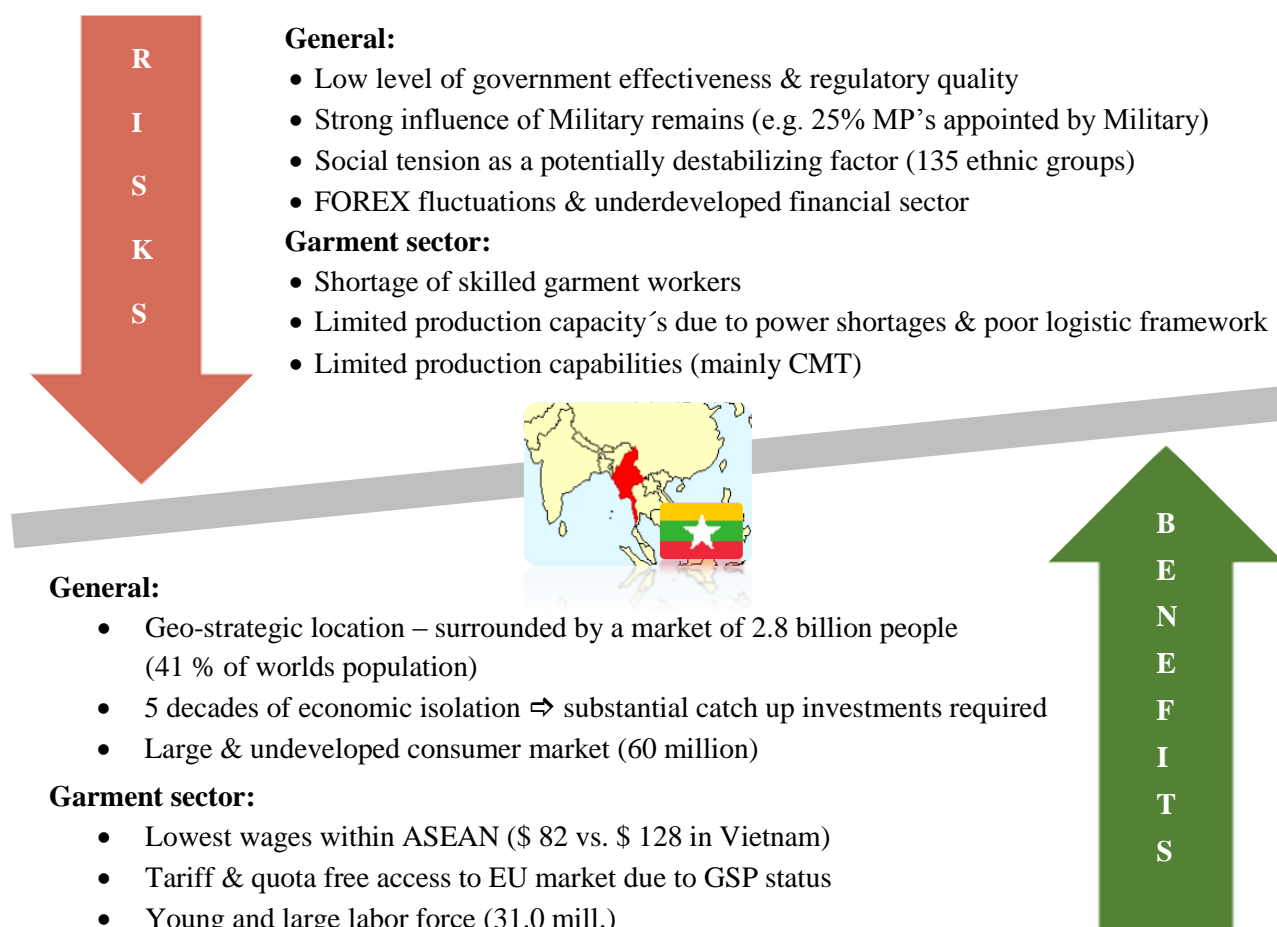 R
I
S
K
S
General:
• Low level of government effectiveness & regulatory quality
• Strong influence of Military remains (e.g. 25% MP’s appointed by Military)
• Social tension as a potentially destabilizing factor (135 ethnic groups)
• FOREX fluctuations & underdeveloped financial sector
Garment sector:
• Shortage of skilled garment workers
• Limited production capacity´s due to power shortages & poor logistic framework
• Limited production capabilities (mainly CMT)
General:
• Geo-strategic location – surrounded by a market of 2.8 billion people
(41 % of worlds population)
• 5 decades of economic isolation ⇨ substantial catch up investments required
• Large & undeveloped consumer market (60 million)
Garment sector:
• Lowest wages within ASEAN ($ 82 vs. $ 128 in Vietnam)
• Tariff & quota free access to EU market due to GSP status
• Young and large labor force (31.0 mill.)
B
E
N
E
F
I
T
S